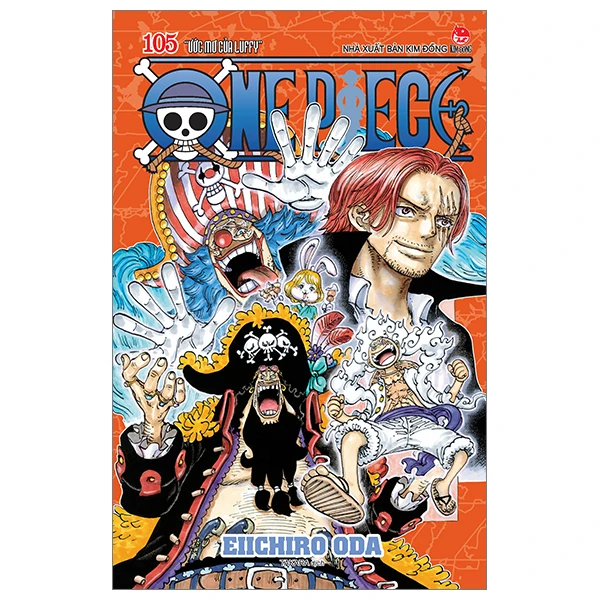 105 "ƯỚC MƠ CỦA LUFFY"
NHÀ XUẤT BẢN KIM ĐỒNG
ONE PIECE
EIICHIRO ODA